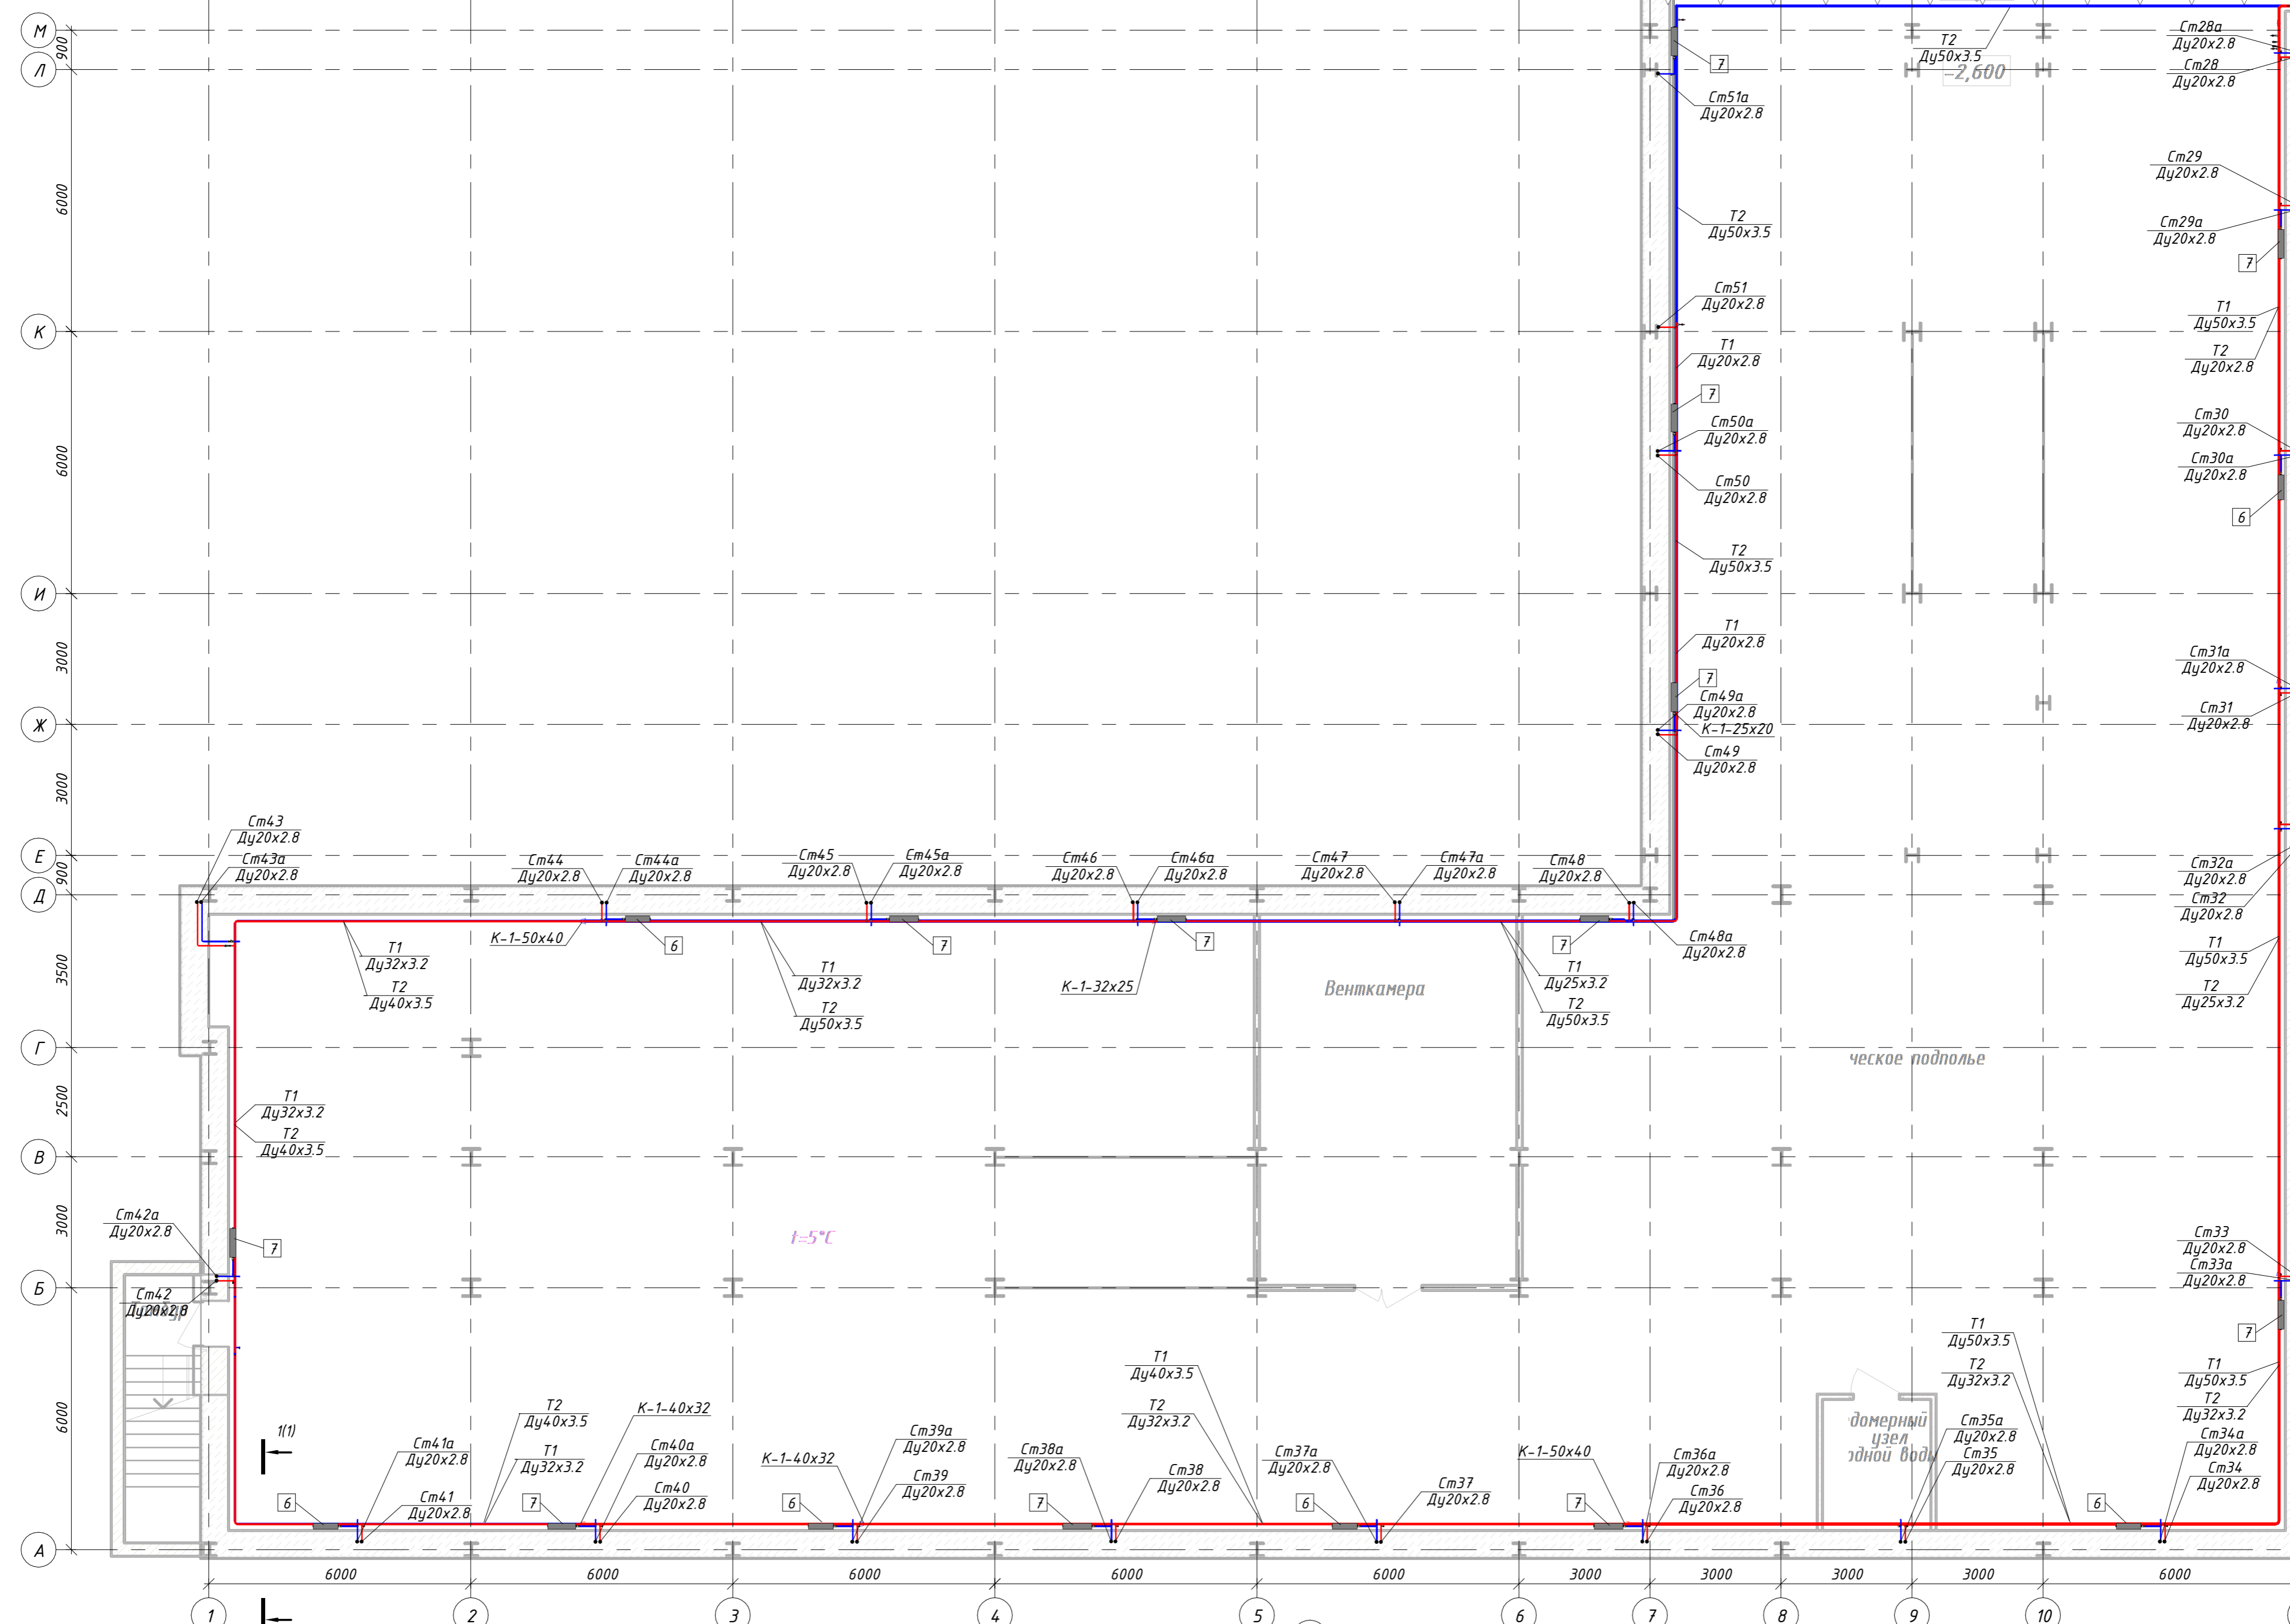 М
900
Л
6000
К
6000
И
3000
Ж
3000
Е
900
Д
3500
Г
2500
В
3000
Б
6000
А
Т2
Ду50х3.5
-2,600
Ст28а
Ду20х2.8
Ст28
Ду20х2.8
7
Ст51а
Ду20х2.8
Ст29
Ду20х2.8
Ст29а
Ду20х2.8
7
Т2
Ду50х3.5
Ст51
Ду20х2.8
Т1
Ду50х3.5
Т2
Ду20х2.8
Т1
Ду20х2.8
7
Ст50а
Ду20х2.8
Ст50
Ду20х2.8
Ст30
Ду20х2.8
Ст30а
Ду20х2.8
6
Т2
Ду50х3.5
Т1
Ду20х2.8
7
Ст49а
Ду20х2.8
К-1-25х20
Ст49
Ду20х2.8
Ст31а
Ду20х2.8
Ст31
Ду20х2.8
Ст43
Ду20х2.8
Ст43а
Ду20х2.8
Ст44
Ду20х2.8
Ст44а
Ду20х2.8
Ст45
Ду20х2.8
Ст45а
Ду20х2.8
Ст46
Ду20х2.8
Ст46а
Ду20х2.8
Ст47
Ду20х2.8
Ст47а
Ду20х2.8
Ст48
Ду20х2.8
Ст32а
Ду20х2.8
Ст32
Ду20х2.8
К-1-50х40
6
7
7
7
Ст48а
Ду20х2.8
Т1
Ду32х3.2
Т2
Ду40х3.5
Т1
Ду32х3.2
Т2
Ду50х3.5
К-1-32х25
Венткамера
Т1
Ду25х3.2
Т2
Ду50х3.5
Т1
Ду50х3.5
Т2
Ду25х3.2
ческое подполье
Т1
Ду32х3.2
Т2
Ду40х3.5
Ст42а
Ду20х2.8
7
Ст42
Ду20х2.8
t=5°C
Ст33
Ду20х2.8
Ст33а
Ду20х2.8
7
Т1
Ду50х3.5
Т2
Ду32х3.2
Т1
Ду40х3.5
Т2
Ду32х3.2
Т1
Ду50х3.5
Т2
Ду32х3.2
1(1)
Т2
Ду40х3.5
Т1
Ду32х3.2
К-1-40х32
Ст41а
Ду20х2.8
Ст41
Ду20х2.8
Ст40а
Ду20х2.8
Ст40
Ду20х2.8
К-1-40х32
Ст39а
Ду20х2.8
Ст39
Ду20х2.8
Ст38а
Ду20х2.8
Ст38
Ду20х2.8
Ст37а
Ду20х2.8
Ст37
Ду20х2.8
К-1-50х40
Ст36а
Ду20х2.8
Ст36
Ду20х2.8
домерный
узел
одной воды
Ст35а
Ду20х2.8
Ст35
Ду20х2.8
Ст34а
Ду20х2.8
Ст34
Ду20х2.8
6
7
6
7
6
7
6
6000
6000
6000
6000
6000
3000
3000
3000
3000
6000
1
2
3
4
5
6
7
8
9
10